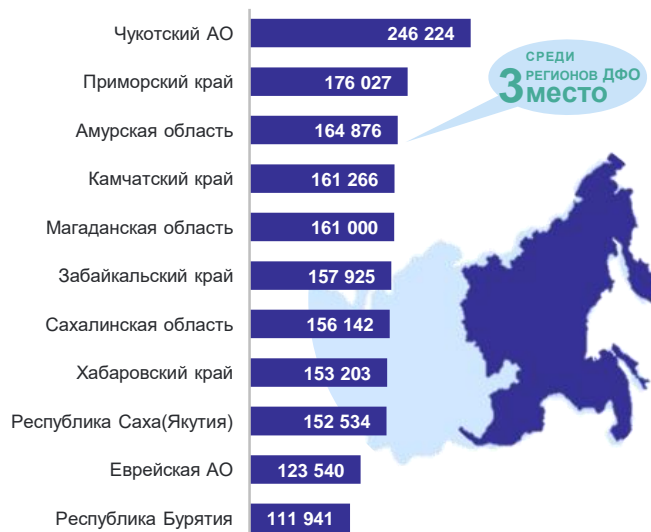 Чукотский АО 246 224
СРЕДИ
РЕГИОНОВ ДФО
3 место
Приморский край 176 027
Амурская область 164 876
Камчатский край 161 266
Магаданская область 161 000
Забайкальский край 157 925
Сахалинская область 156 142
Хабаровский край 153 203
Республика Саха(Якутия) 152 534
Еврейская АО 123 540
Республика Бурятия 111 941